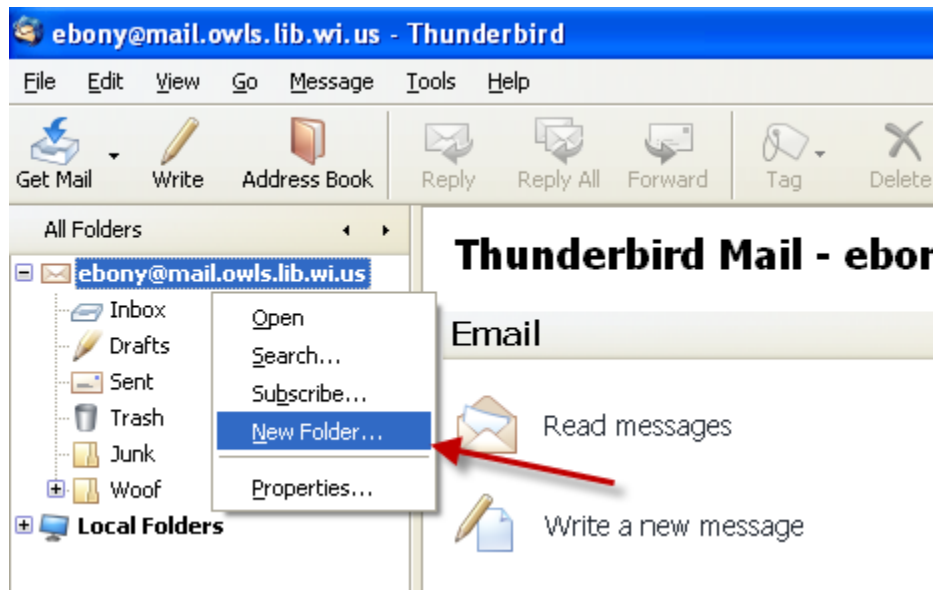 ebony@mail.owls.lib.wi.us - Thunderbird
File Edit View Go Message Tools Help
Get Mail Write Address Book Reply Reply All Forward Tag Delete
All Folders
ebony@mail.owls.lib.wi.us
Inbox
Drafts
Sent
Trash
Junk
Woof
Local Folders
Open
Search...
Subscribe...
New Folder...
Properties...
Thunderbird Mail - ebor
Email
Read messages
Write a new message